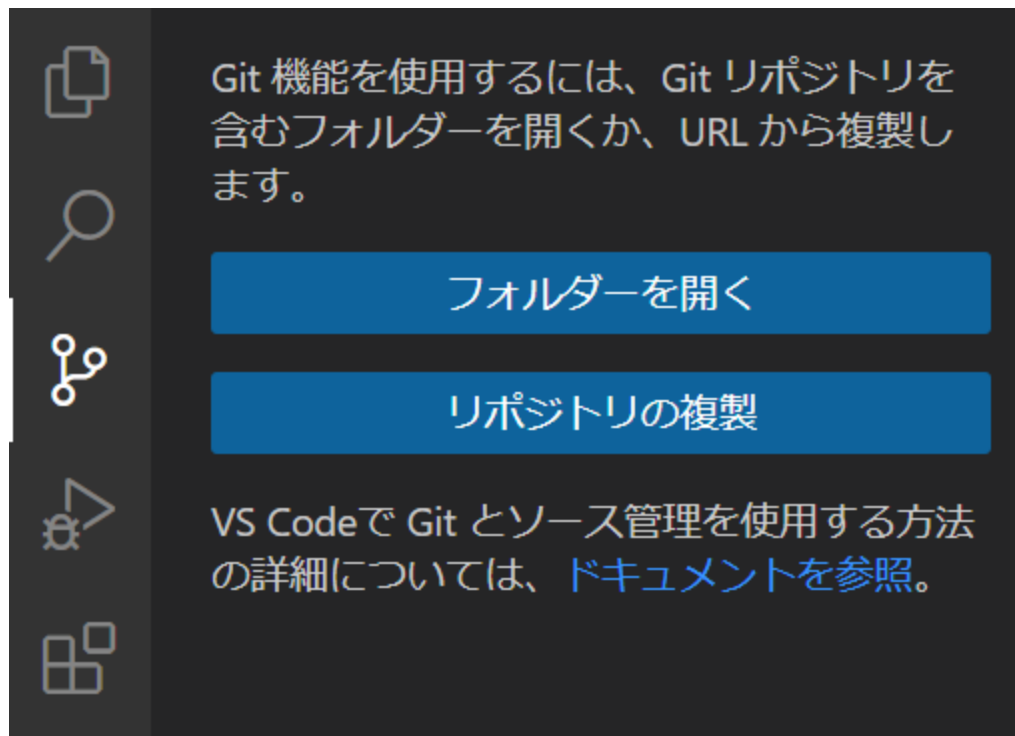 Git 機能を使用するには、Git リポジトリを
含むフォルダーを開くか、URL から複製し
ます。
フォルダーを開く
リポジトリの複製
VS Codeで Git とソース管理を使用する方法
の詳細については、ドキュメントを参照。